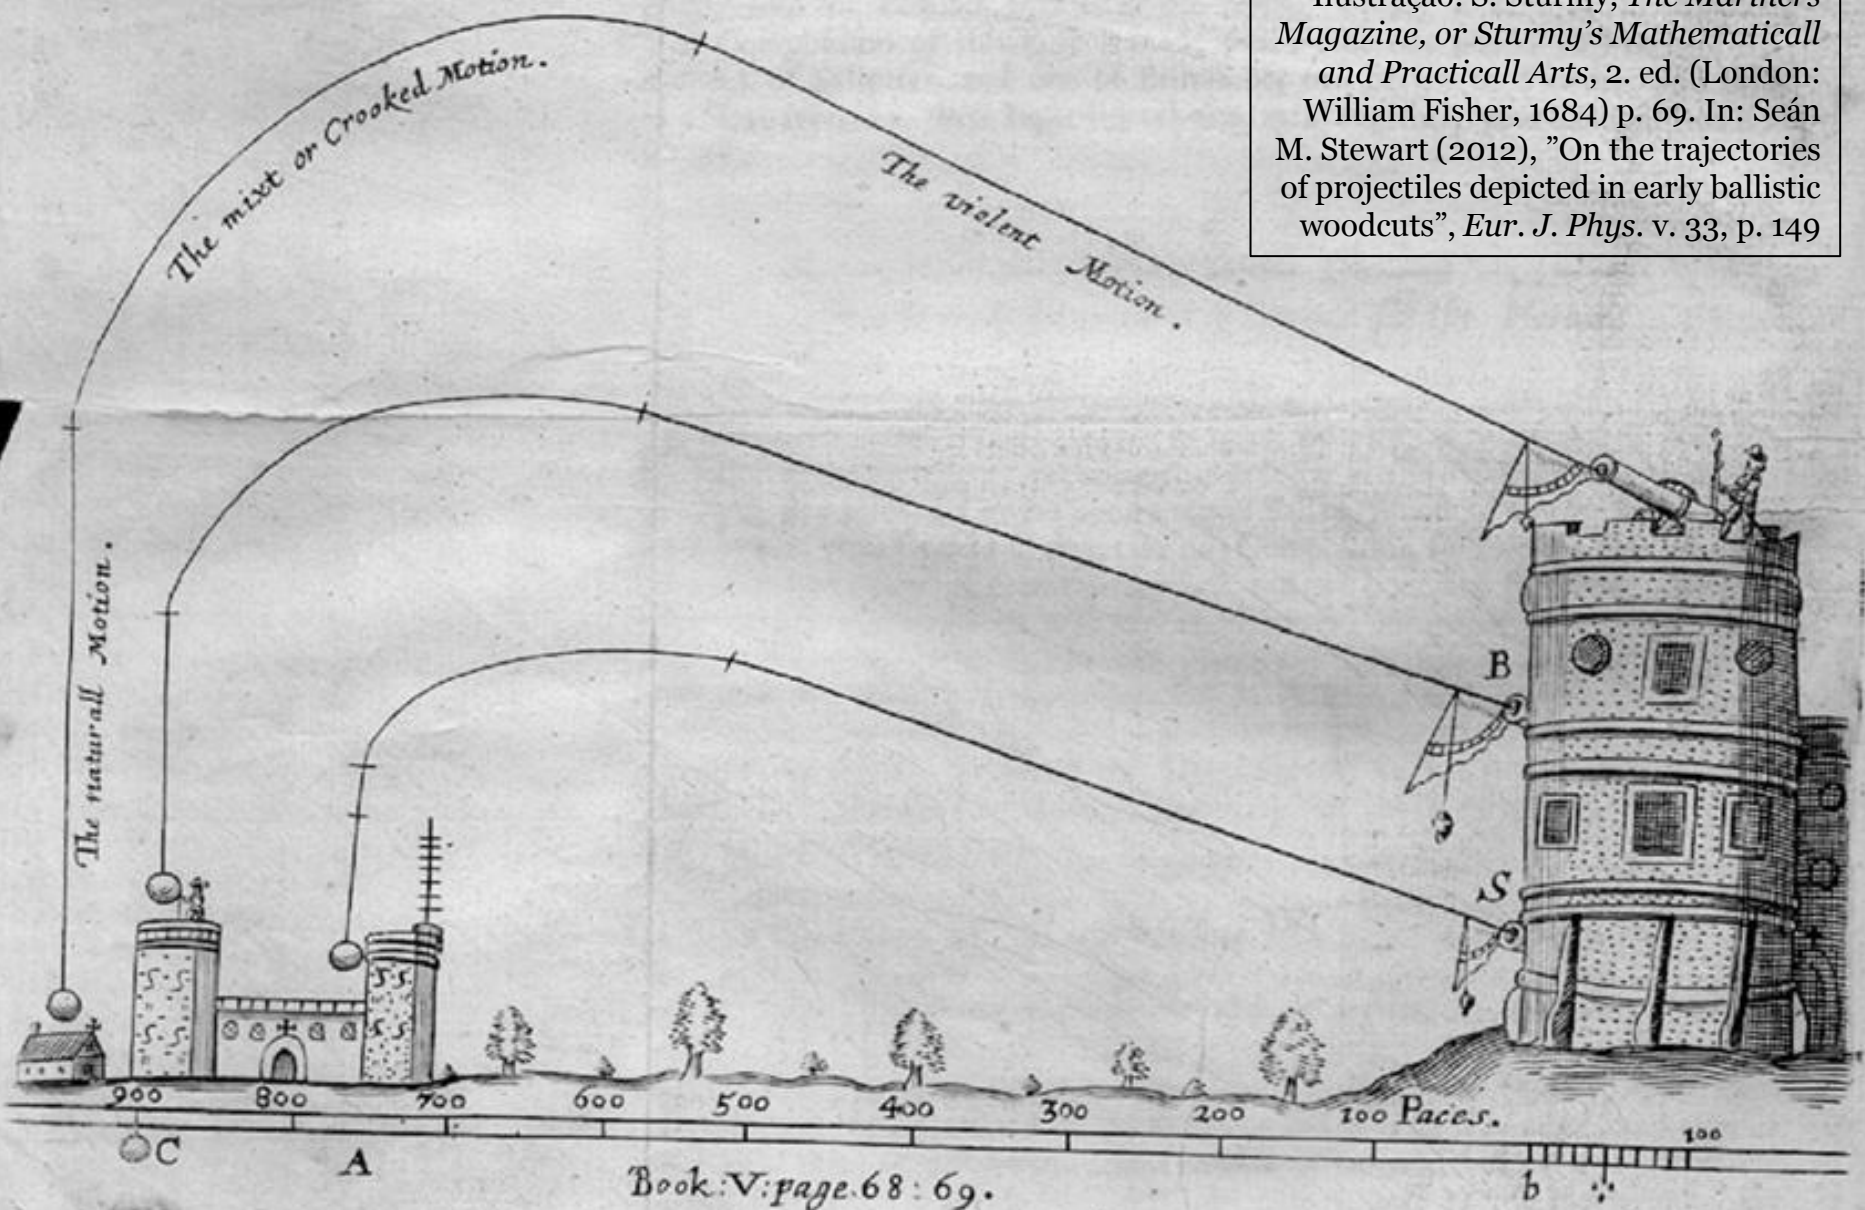 Ilustração: S. Sturmy, The Mariners
Magazine, or Sturmy's Mathematicall
and Practicall Arts, 2. ed. (London:
William Fisher, 1684) p. 69. In: Seán
M. Stewart (2012), ”On the trajectories
of projectiles depicted in early ballistic
woodcuts”, Eur. J. Phys. v. 33, p. 149
The mixt or Crooked Motion.
The violent Motion.
The naturall Motion.
B
S
900 800 700 600 500 400 300 200 100 Paces.
100
C
A
b
Book: V: page. 68: 69.